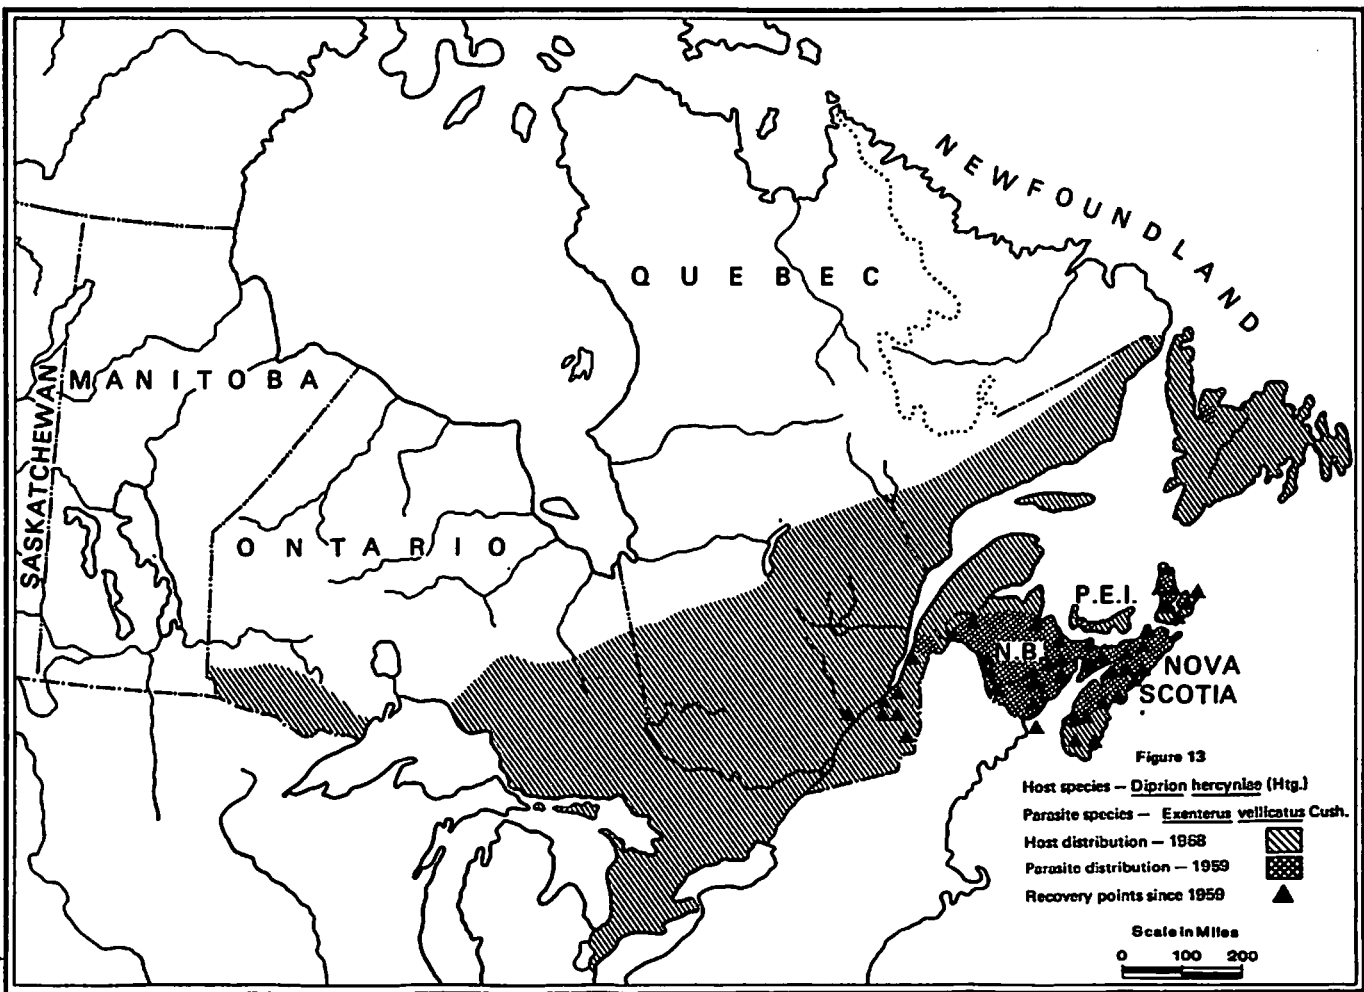 NEWFOUNDLAND
QUEBEC
MANITOBA
SASKATCHEWAN
ONTARIO
P.E.I.
N.B.
NOVA
SCOTIA
Figure 13
Host species — Diprion hercyniae (Htg.)
Parasite species — Exenterus vellicatus Cush.
Host distribution — 1968
Parasite distribution — 1959
Recovery points since 1959
Scale in Miles
0 100 200